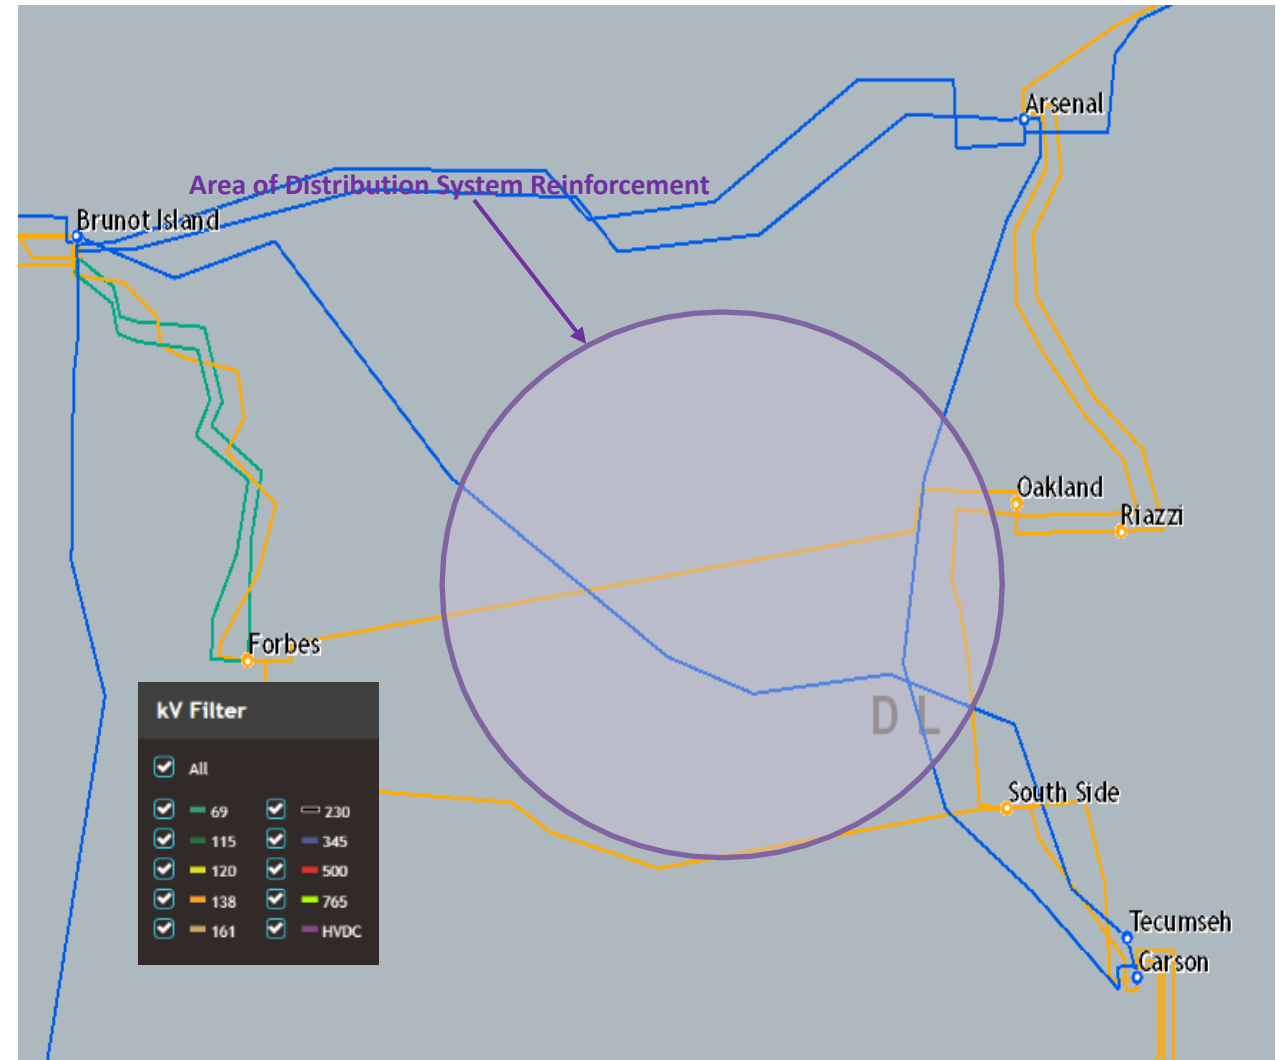 Arsenal
Area of Distribution System Reinforcement
Brunot Island
Oakland
Riazzi
Forbes
kV Filter
All
69 230
115 345
120 500
138 765
161 HVDC
DL
South Side
Tecumseh
Carson